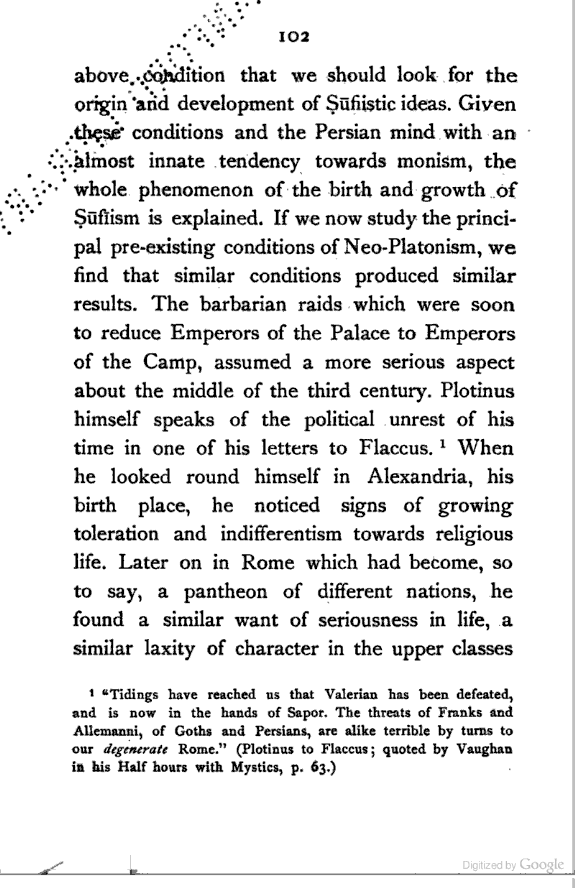 102
above condition that we should look for the
origin and development of Ṣūfiistic ideas. Given
these conditions and the Persian mind with an
almost innate tendency towards monism, the
whole phenomenon of the birth and growth of
Ṣūfīism is explained. If we now study the princi-
pal pre-existing conditions of Neo-Platonism, we
find that similar conditions produced similar
results. The barbarian raids which were soon
to reduce Emperors of the Palace to Emperors
of the Camp, assumed a more serious aspect
about the middle of the third century. Plotinus
himself speaks of the political unrest of his
time in one of his letters to Flaccus. ¹ When
he looked round himself in Alexandria, his
birth place, he noticed signs of growing
toleration and indifferentism towards religious
life. Later on in Rome which had become, so
to say, a pantheon of different nations, he
found a similar want of seriousness in life, a
similar laxity of character in the upper classes
¹ “Tidings have reached us that Valerian has been defeated,
and is now in the hands of Sapor. The threats of Franks and
Allemanni, of Goths and Persians, are alike terrible by turns to
our degenerate Rome.” (Plotinus to Flaccus; quoted by Vaughan
in his Half hours with Mystics, p. 63.)
Digitized by Google